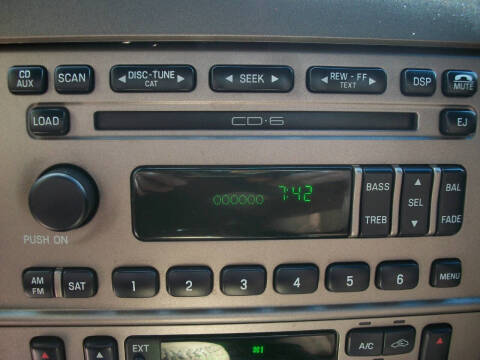 CD AUX
SCAN
DISC-TUNE
CAT
SEEK
REW - FF
TEXT
DSP
MUTE
LOAD
CD·6
EJ
7:42
BASS
TREB
SEL
BAL
FADE
PUSH ON
AM FM
SAT
1
2
3
4
5
6
MENU
EXT
A/C